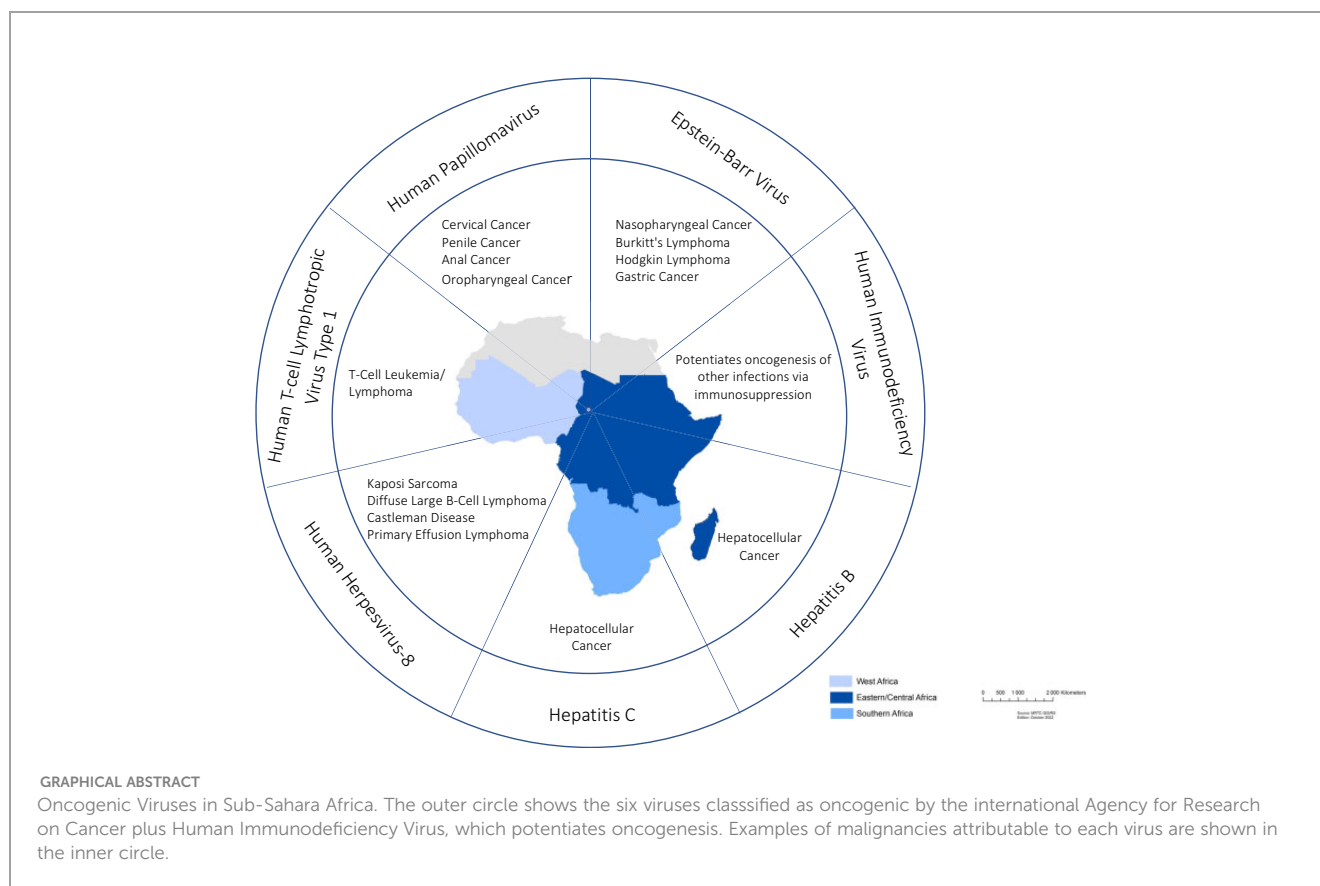 Human Papillomavirus
Epstein-Barr Virus
Cervical Cancer
Penile Cancer
Anal Cancer
Oropharyngeal Cancer
Nasopharyngeal Cancer
Burkitt's Lymphoma
Hodgkin Lymphoma
Gastric Cancer
Human T-cell Lymphotropic
Virus Type 1
Human Immunodeficiency
Virus
T-Cell Leukemia/
Lymphoma
Potentiates oncogenesis of
other infections via
immunosuppression
Kaposi Sarcoma
Diffuse Large B-Cell Lymphoma
Castleman Disease
Primary Effusion Lymphoma
Hepatocellular
Cancer
Human Herpesvirus-8
Hepatitis B
Hepatocellular
Cancer
Hepatitis C
West Africa
Eastern/Central Africa
Southern Africa
0 500 1 000 2 000 Kilometers
Edition: October 2022
GRAPHICAL ABSTRACT
Oncogenic Viruses in Sub-Sahara Africa. The outer circle shows the six viruses classsified as oncogenic by the international Agency for Research
on Cancer plus Human Immunodeficiency Virus, which potentiates oncogenesis. Examples of malignancies attributable to each virus are shown in
the inner circle.